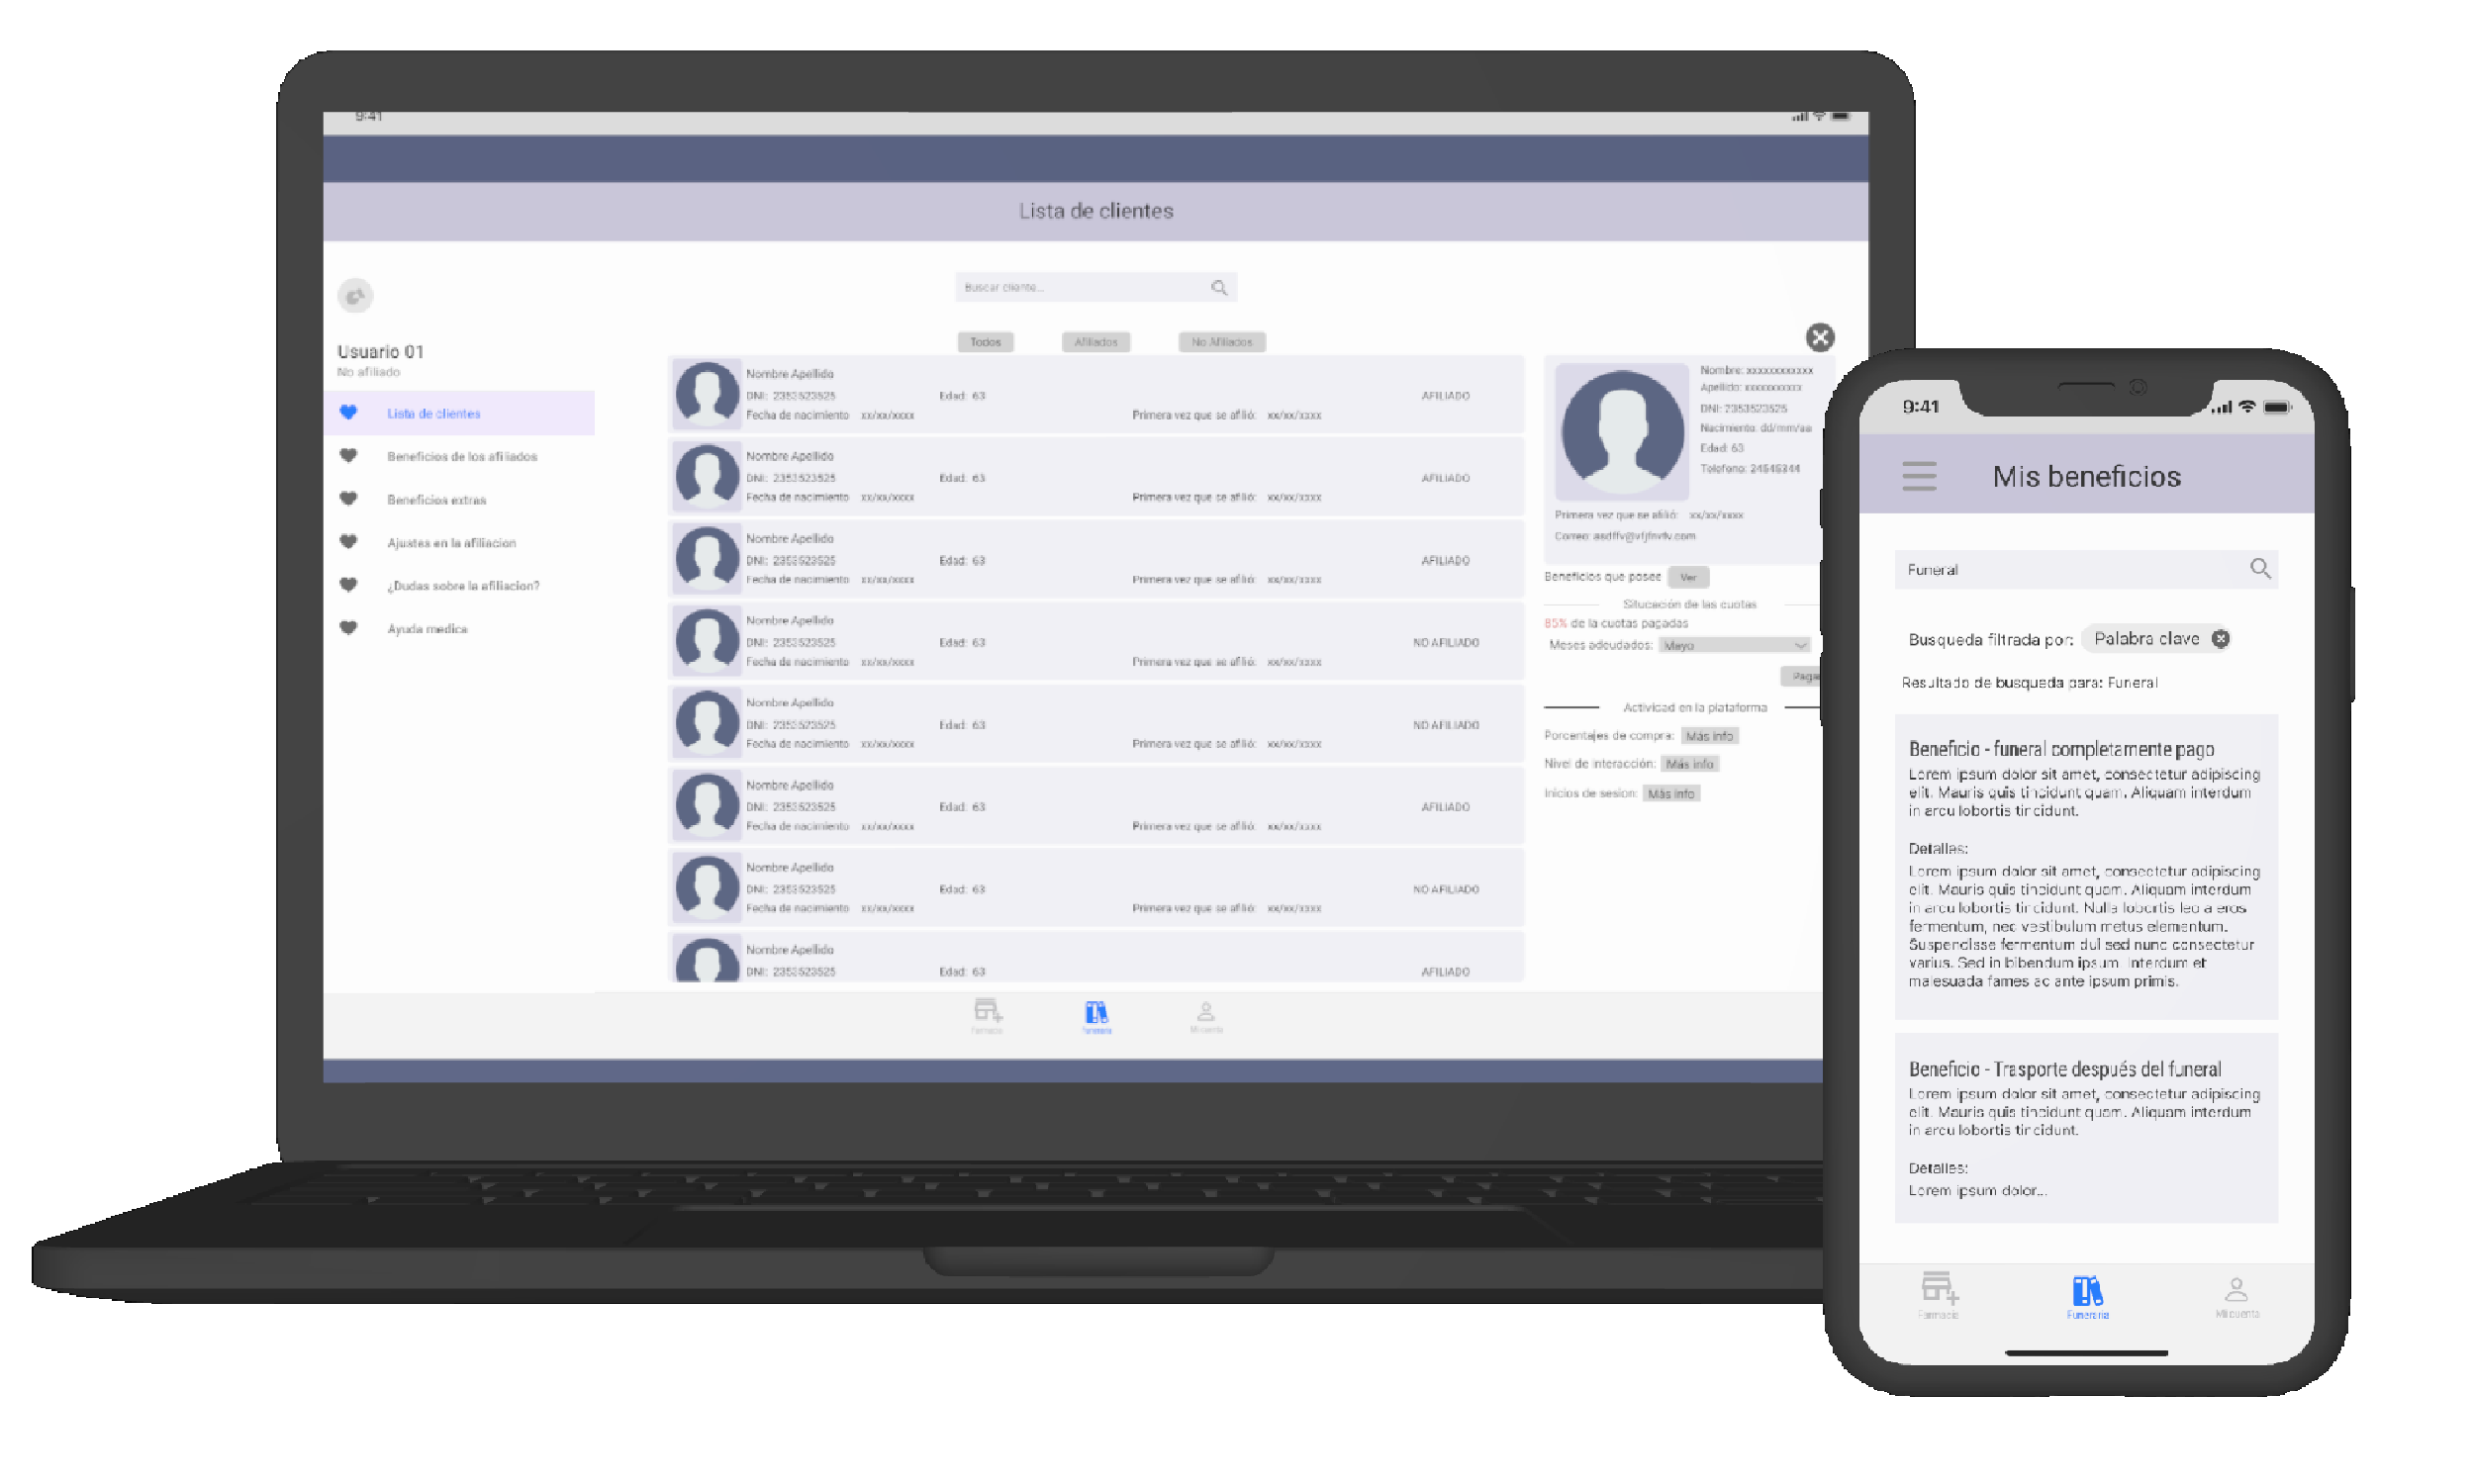 9:41
Lista de clientes
Buscar cliente...
Todos Afiliados No Afiliados
Usuario 01
No afiliado
Lista de clientes
Beneficios de los afiliados
Beneficios extras
Ajustes en la afiliacion
¿Dudas sobre la afiliacion?
Ayuda medica
Nombre Apellido
DNI: 2353523525 Edad: 63 AFILIADO
Fecha de nacimiento xx/xx/xxxx Primera vez que se afilió: xx/xx/xxxx
Nombre Apellido
DNI: 2353523525 Edad: 63 AFILIADO
Fecha de nacimiento xx/xx/xxxx Primera vez que se afilió: xx/xx/xxxx
Nombre Apellido
DNI: 2353523525 Edad: 63 AFILIADO
Fecha de nacimiento xx/xx/xxxx Primera vez que se afilió: xx/xx/xxxx
Nombre Apellido
DNI: 2353523525 Edad: 63 NO AFILIADO
Fecha de nacimiento xx/xx/xxxx Primera vez que se afilió: xx/xx/xxxx
Nombre Apellido
DNI: 2353523525 Edad: 63 NO AFILIADO
Fecha de nacimiento xx/xx/xxxx Primera vez que se afilió: xx/xx/xxxx
Nombre Apellido
DNI: 2353523525 Edad: 63 AFILIADO
Fecha de nacimiento xx/xx/xxxx Primera vez que se afilió: xx/xx/xxxx
Nombre Apellido
DNI: 2353523525 Edad: 63 NO AFILIADO
Fecha de nacimiento xx/xx/xxxx Primera vez que se afilió: xx/xx/xxxx
Nombre Apellido
DNI: 2353523525 Edad: 63 AFILIADO
Nombre: xxxxxxxxxxxx
Apellido: xxxxxxxxxxx
DNI: 2353523525
Nacimiento: dd/mm/aa
Edad: 63
Telofono: 24545344
Primera vez que se afilió: xx/xx/xxxx
Correo:
Beneficios que posee Ver
Situcación de las cuotas
85% de la cuotas pagadas
Meses adeudados: Mayo
Paga
Actividad en la plataforma
Porcentajes de compra: Más info
Nivel de interacción: Más info
Inicios de sesion: Más info
Farmacia Funeraria Mi cuenta
9:41
Mis beneficios
Funeral
Busqueda filtrada por: Palabra clave
Resultado de busqueda para: Funeral
Beneficio - funeral completamente pago
Lorem ipsum dolor sit amet, consectetur adipiscing
elit. Mauris quis tincidunt quam. Aliquam interdum
in arcu lobortis tincidunt.
Detalles:
Lorem ipsum dolor sit amet, consectetur adipiscing
elit. Mauris quis tincidunt quam. Aliquam interdum
in arcu lobortis tincidunt. Nulla lobortis leo a eros
fermentum, nec vestibulum metus elementum.
Suspendisse fermentum dui sed nunc consectetur
varius. Sed in bibendum ipsum. Interdum et
malesuada fames ac ante ipsum primis.
Beneficio - Trasporte después del funeral
Lorem ipsum dolor sit amet, consectetur adipiscing
elit. Mauris quis tincidunt quam. Aliquam interdum
in arcu lobortis tincidunt.
Detalles:
Lorem ipsum dolor...
Farmacia Funeraria Mi cuenta